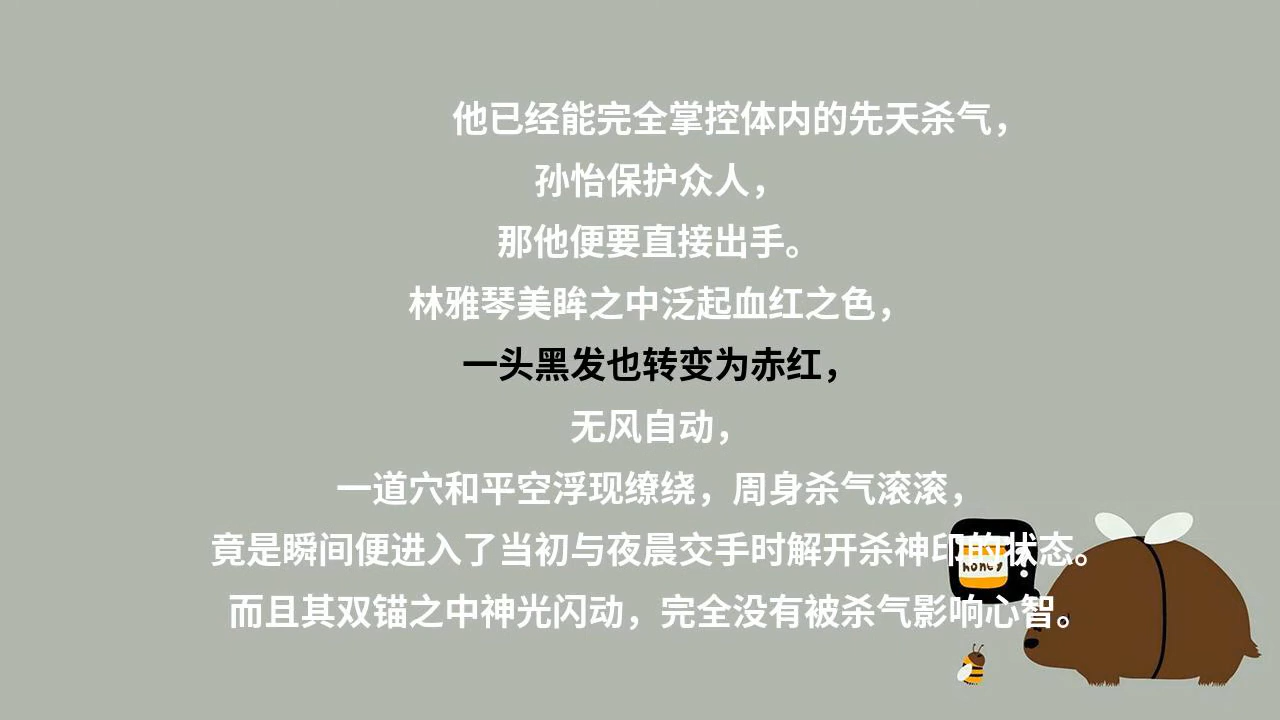 他已经能完全掌控体内的先天杀气，
孙怡保护众人，
那他便要直接出手。
林雅琴美眸之中泛起血红之色，
一头黑发也转变为赤红，
无风自动，
一道穴和平空浮现缭绕，周身杀气滚滚，
竟是瞬间便进入了当初与夜晨交手时解开杀神印的状态。
honey
而且其双锚之中神光闪动，完全没有被杀气影响心智。